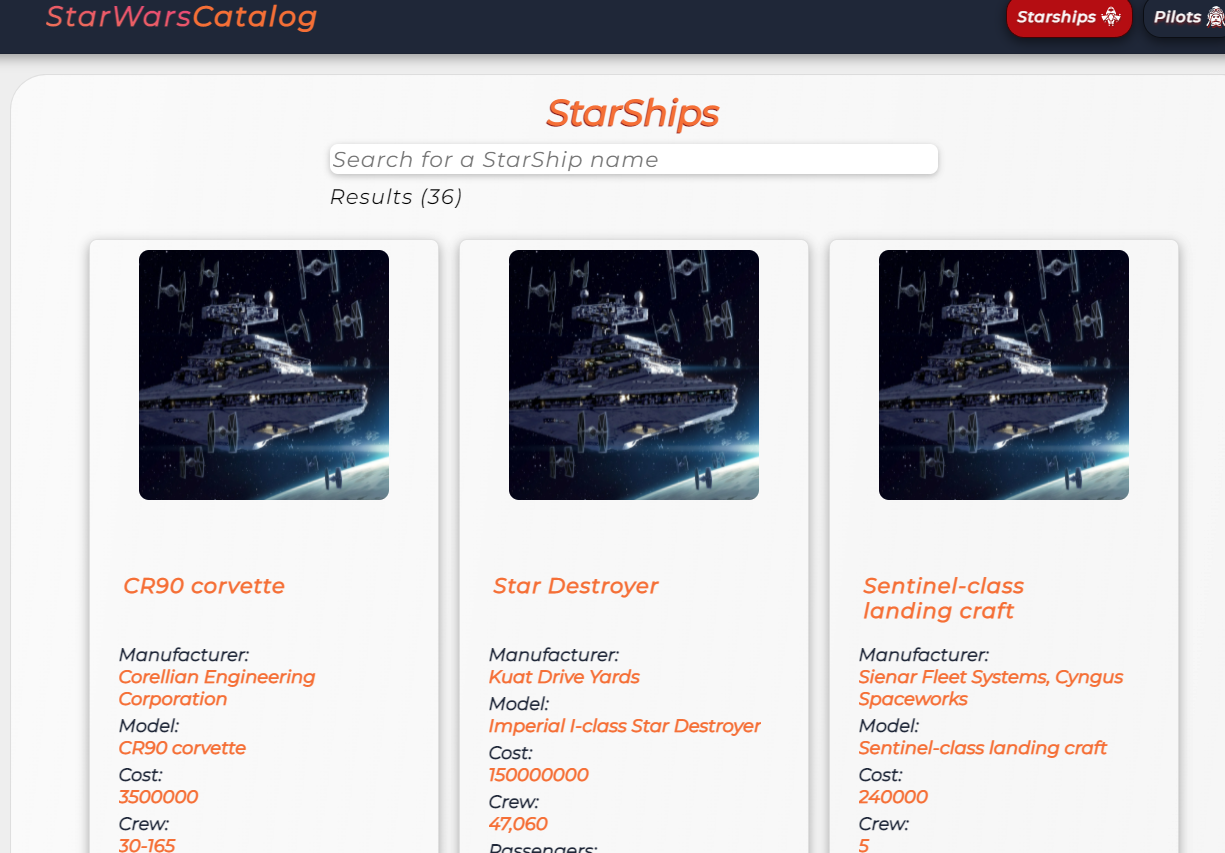 StarWarsCatalog
Starships
Pilots
StarShips
Search for a StarShip name
Results (36)
CR90 corvette
Manufacturer:
Corellian Engineering
Corporation
Model:
CR90 corvette
Cost:
3500000
Crew:
30-165
Star Destroyer
Manufacturer:
Kuat Drive Yards
Model:
Imperial I-class Star Destroyer
Cost:
150000000
Crew:
47,060
Passengers:
Sentinel-class
landing craft
Manufacturer:
Sienar Fleet Systems, Cyngus
Spaceworks
Model:
Sentinel-class landing craft
Cost:
240000
Crew:
5